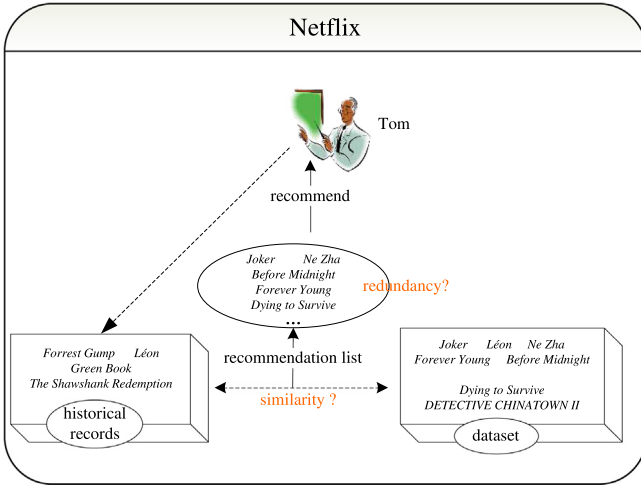 Netflix
Tom
recommend
Joker Ne Zha
Before Midnight
Forever Young
Dying to Survive
...
redundancy?
recommendation list
similarity ?
Forrest Gump Léon
Green Book
The Shawshank Redemption
historical
records
Joker Léon Ne Zha
Forever Young Before Midnight
Dying to Survive
DETECTIVE CHINATOWN II
dataset